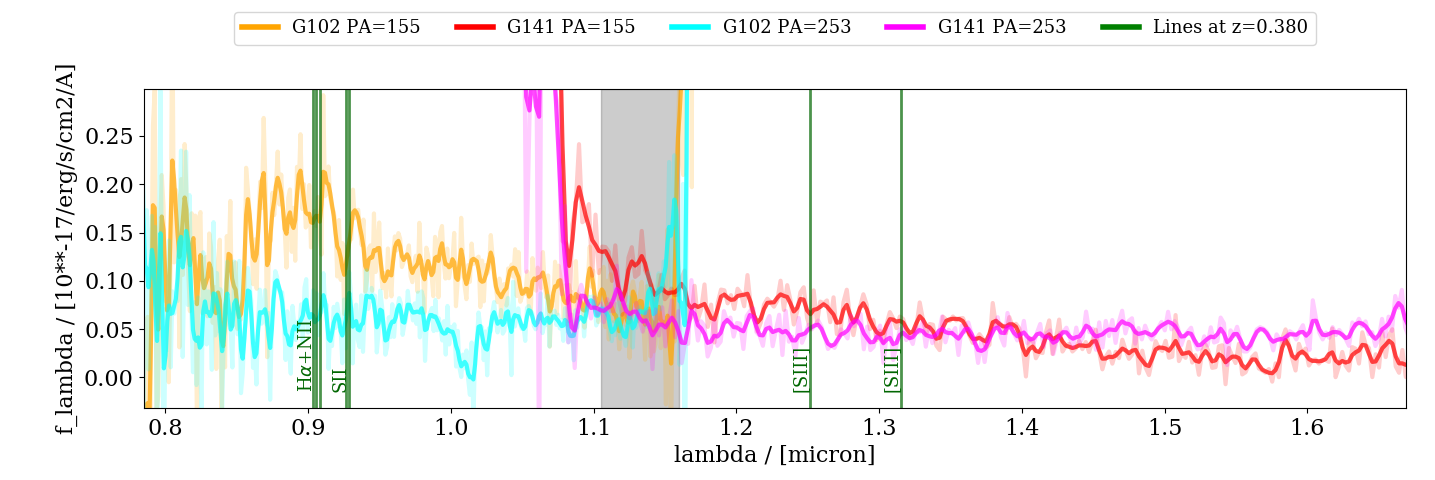 G102 PA=155 G141 PA=155 G102 PA=253 G141 PA=253 Lines at z=0.380
f_lambda / [10**-17/erg/s/cm2/A]
0.25
0.20
0.15
0.10
0.05
0.00
Hα+NII
SII
[SIII]
[SIII]
0.8 0.9 1.0 1.1 1.2 1.3 1.4 1.5 1.6
lambda / [micron]